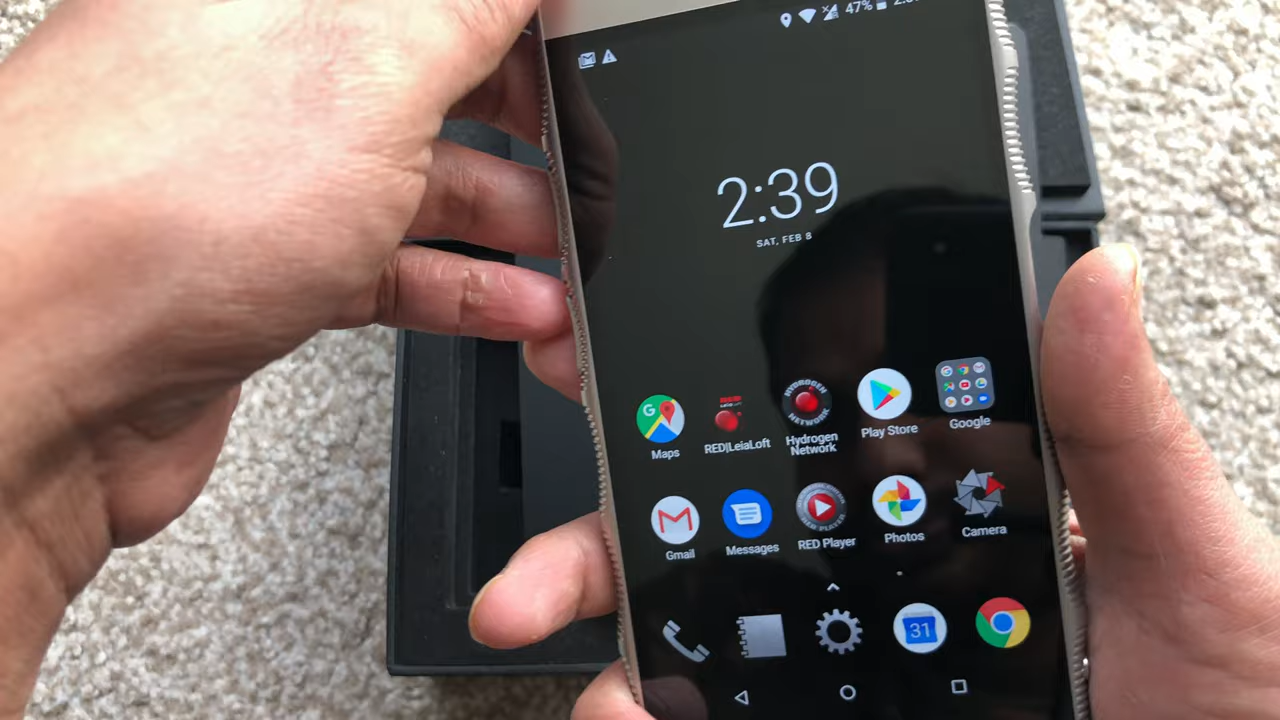 47%
2:39
SAT, FEB 8
Maps
RED|LeiaLoft
HYDROGEN
NETWORK
Hydrogen
Network
Play Store
Google
Gmail
Messages
RED Player
Photos
Camera
31